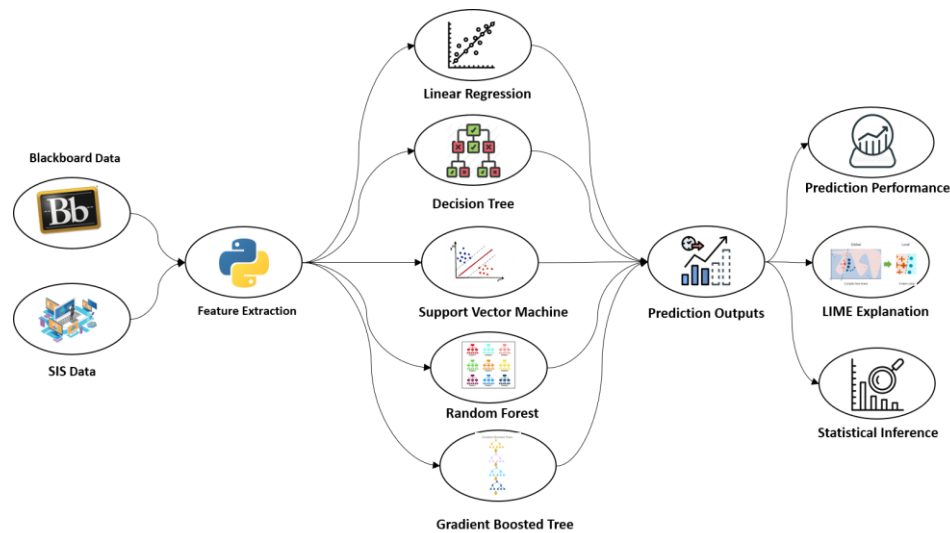 Blackboard Data
Bb
SIS Data
Feature Extraction
Linear Regression
Decision Tree
Support Vector Machine
Random Forest
Gradient Boosted Tree
Prediction Outputs
Prediction Performance
LIME Explanation
Statistical Inference